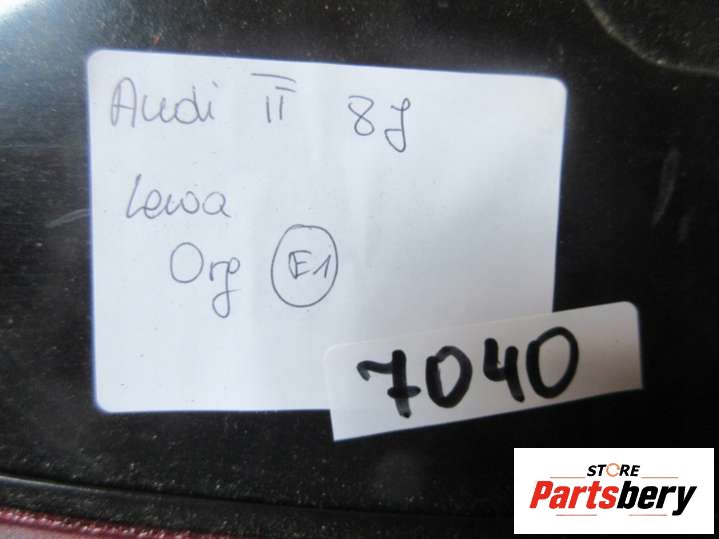 Audi TT 8J
Lewa
Org E1
7040
STORE
Partsbery